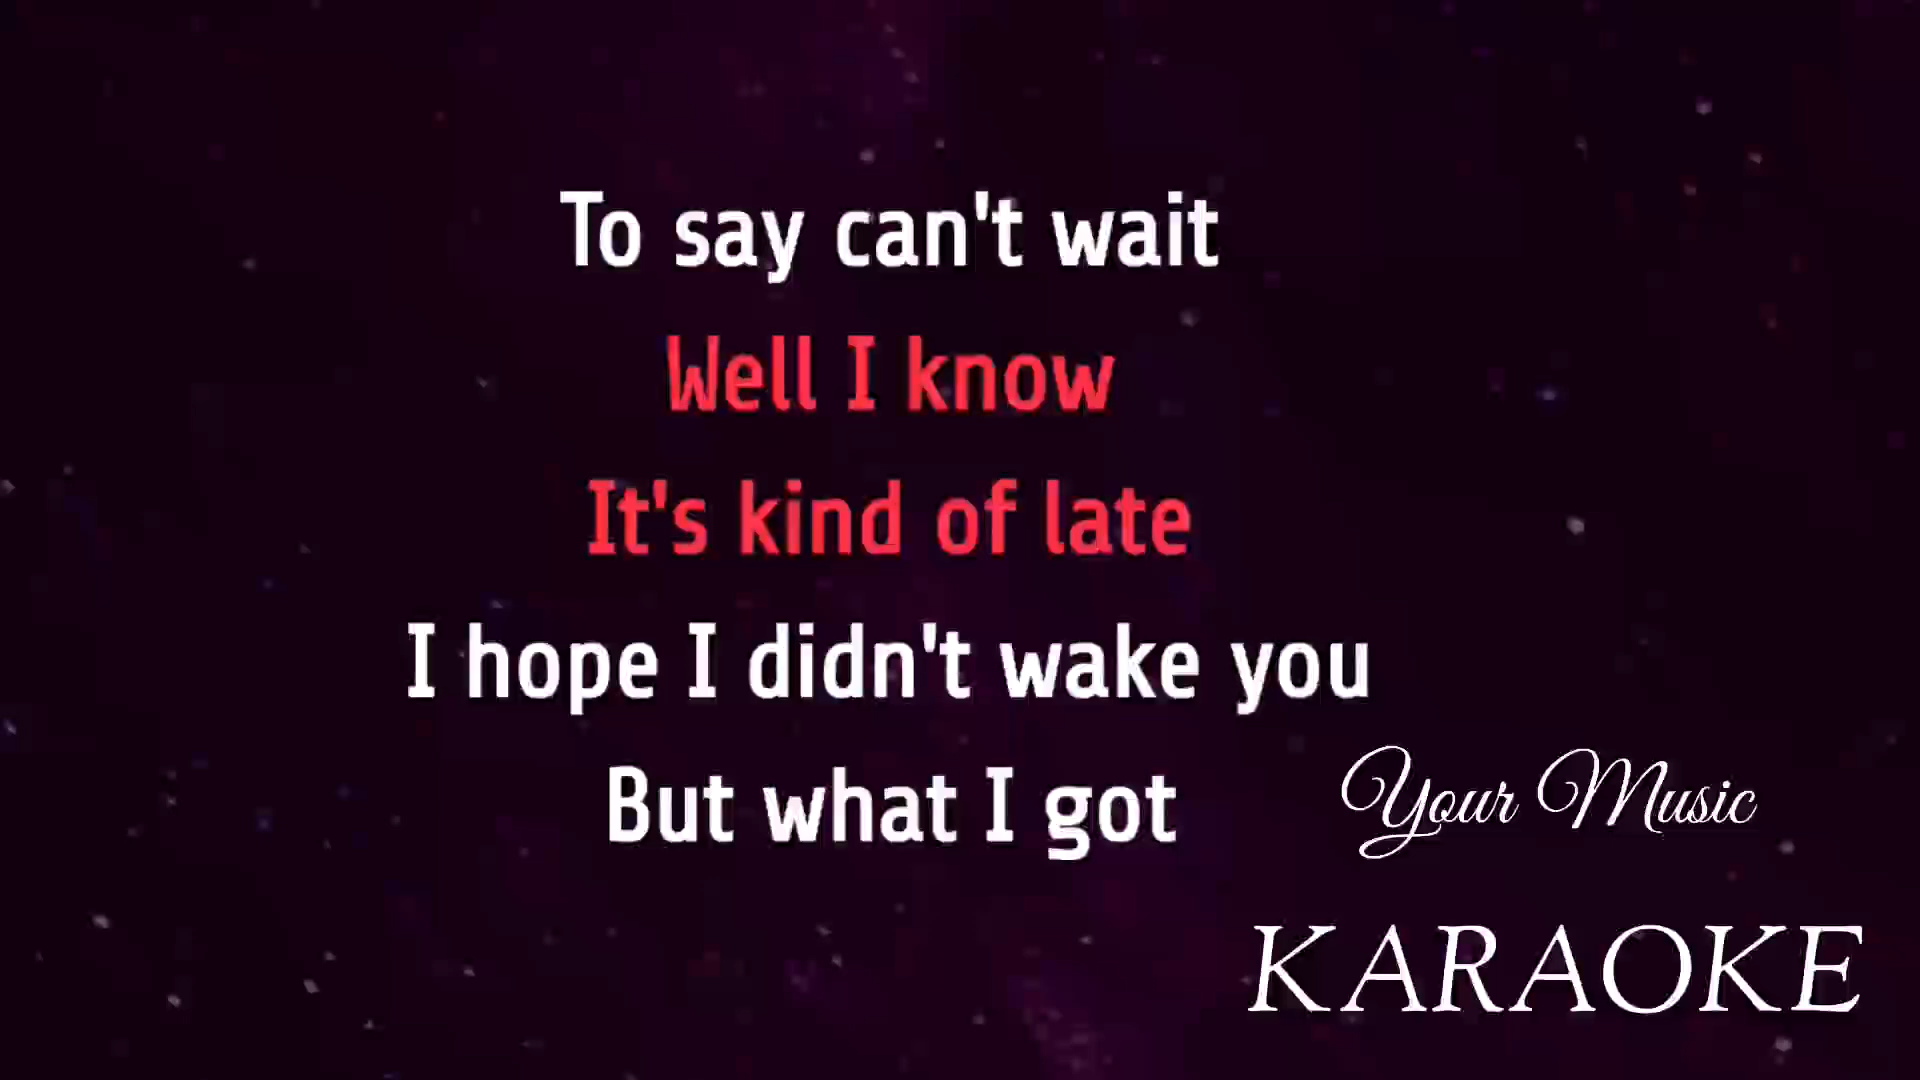 To say can't wait
Well I know
It's kind of late
I hope I didn't wake you
But what I got
Your Music
KARAOKE